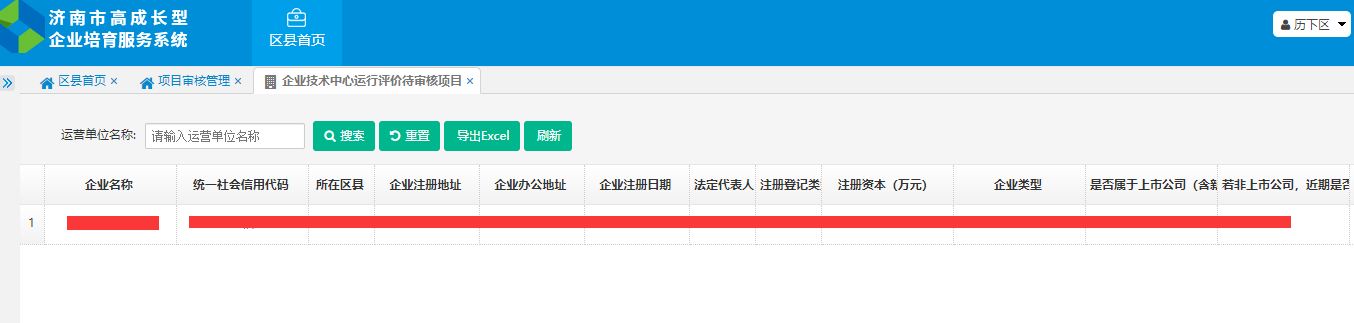 济南市高成长型
企业培育服务系统
区县首页
历下区
区县首页 ×
项目审核管理 ×
企业技术中心运行评价待审核项目 ×
运营单位名称: 请输入运营单位名称 搜索 重置 导出Excel 刷新
企业名称 统一社会信用代码 所在区县 企业注册地址 企业办公地址 企业注册日期 法定代表人 注册登记类 注册资本（万元） 企业类型 是否属于上市公司（含新 若非上市公司，近期是否
1